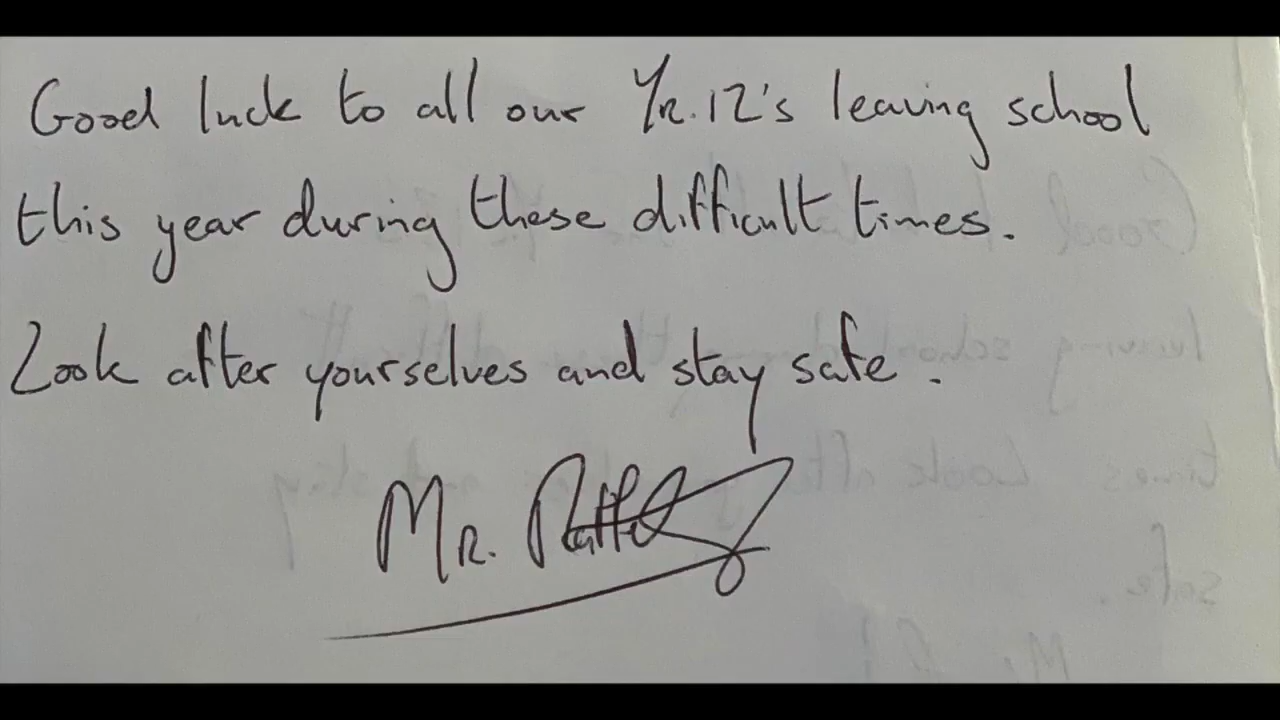 Good luck to all our Yr.12's leaving school
this year during these difficult times.
Look after yourselves and stay safe.
Mr.